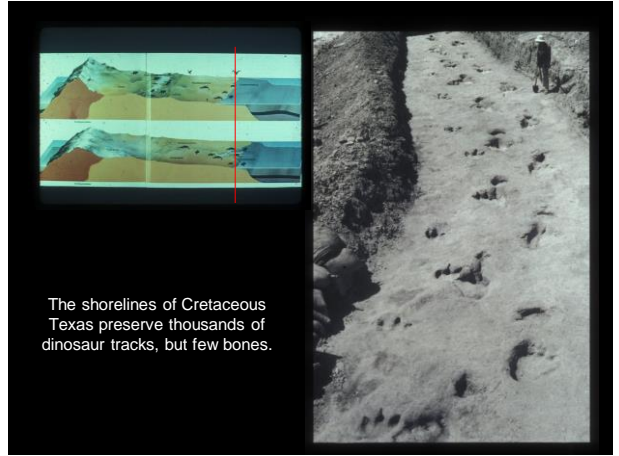 The shorelines of Cretaceous
Texas preserve thousands of
dinosaur tracks, but few bones.